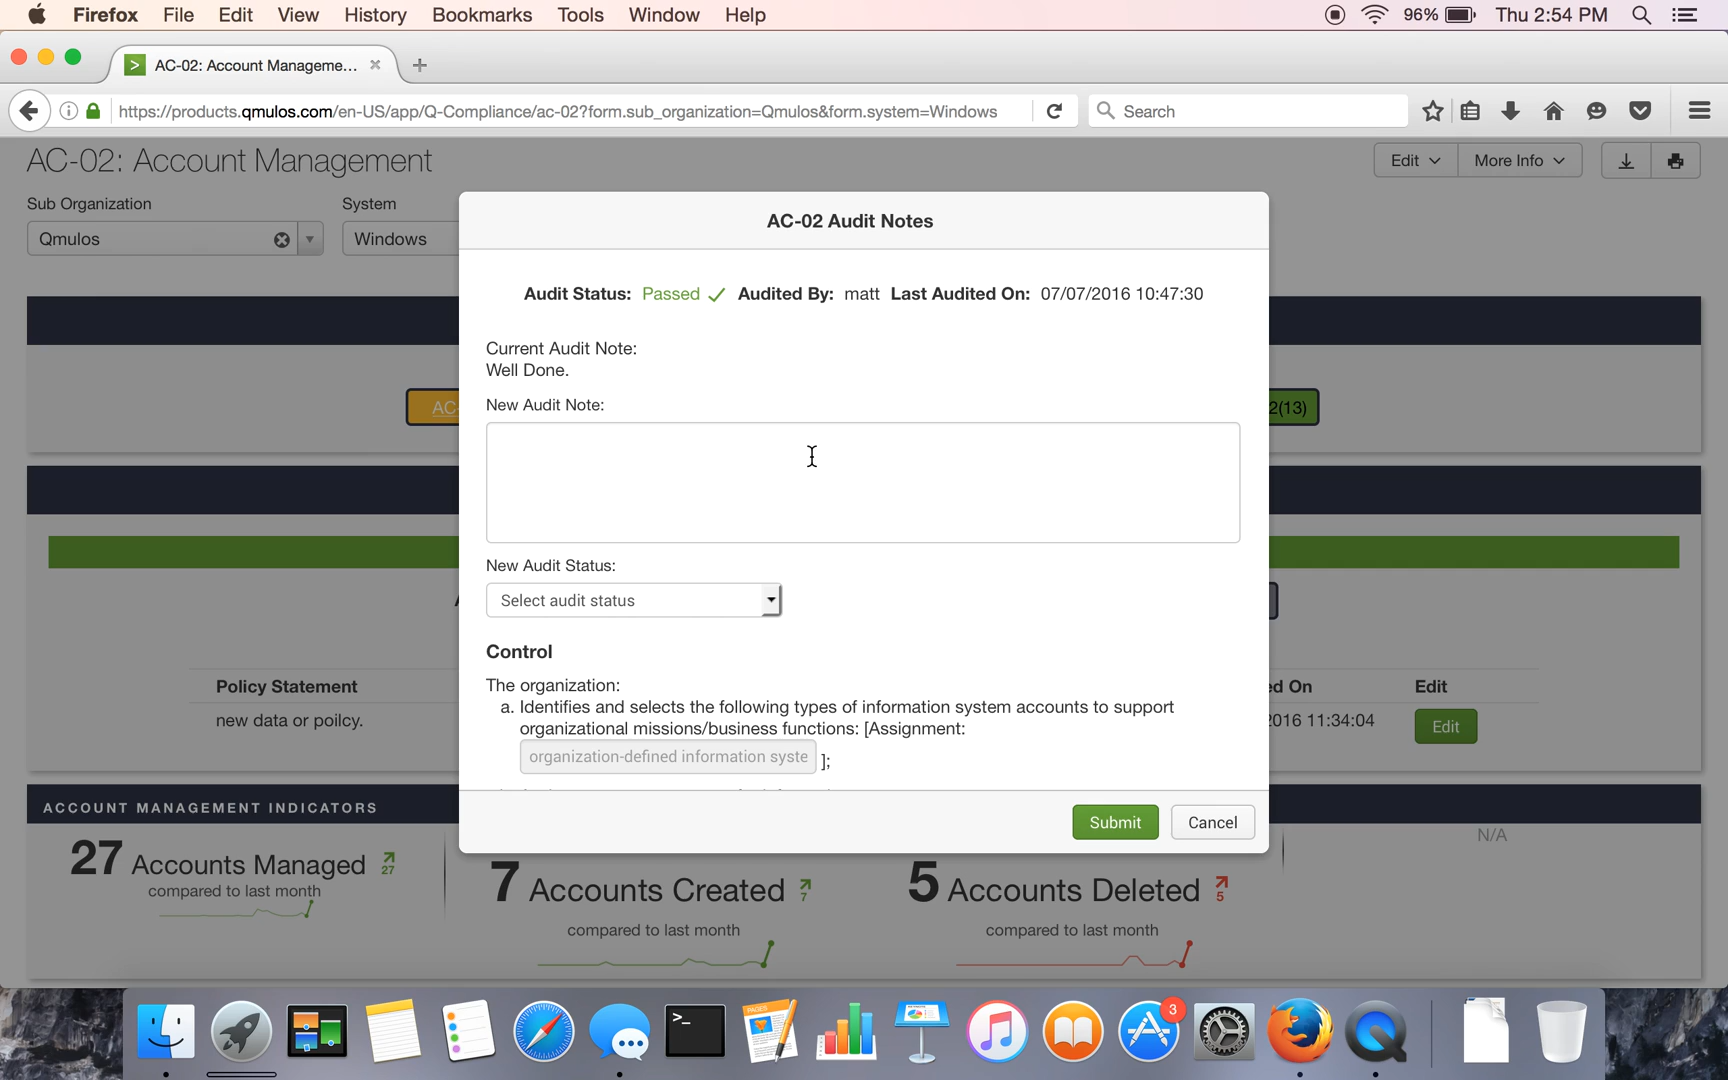 Firefox File Edit View History Bookmarks Tools Window Help 96% Thu 2:54 PM
AC-02: Account Manageme...
https://products.qmulos.com/en-US/app/Q-Compliance/ac-02?form.sub_organization=Qmulos&form.system=Windows Search
AC-02: Account Management Edit More Info
Sub Organization System
Qmulos Windows
AC-02 Audit Notes
Audit Status: Passed Audited By: matt Last Audited On: 07/07/2016 10:47:30
Current Audit Note:
Well Done.
New Audit Note:
AC- 2(13)
New Audit Status:
Select audit status
Control
The organization:
Policy Statement ed On Edit
a. Identifies and selects the following types of information system accounts to support
new data or poilcy. 2016 11:34:04 Edit
organizational missions/business functions: [Assignment:
organization-defined information syste ];
ACCOUNT MANAGEMENT INDICATORS
Submit Cancel
N/A
27 Accounts Managed 27
compared to last month
7 Accounts Created 7
compared to last month
5 Accounts Deleted 5
compared to last month
PAGES
3